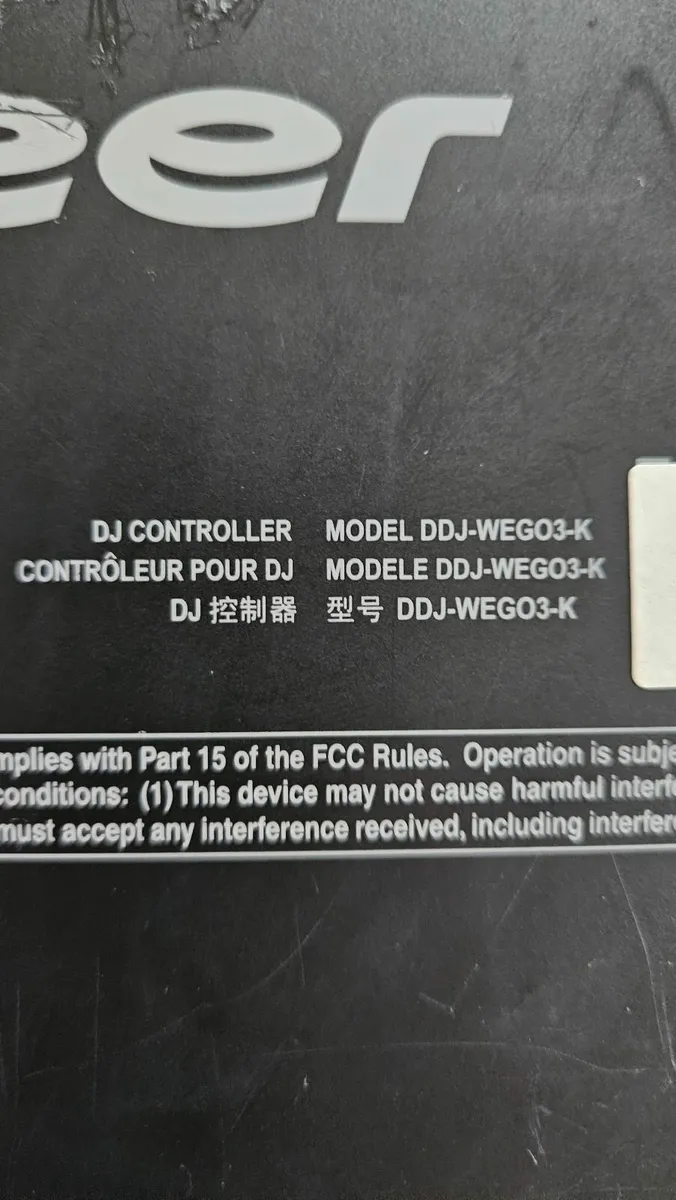 eer
DJ CONTROLLER MODEL DDJ-WEGO3-K
CONTRÔLEUR POUR DJ MODELE DDJ-WEGO3-K
DJ 控制器 型号 DDJ-WEGO3-K
mplies with Part 15 of the FCC Rules. Operation is subje
conditions: (1) This device may not cause harmful interfe
must accept any interference received, including interfere